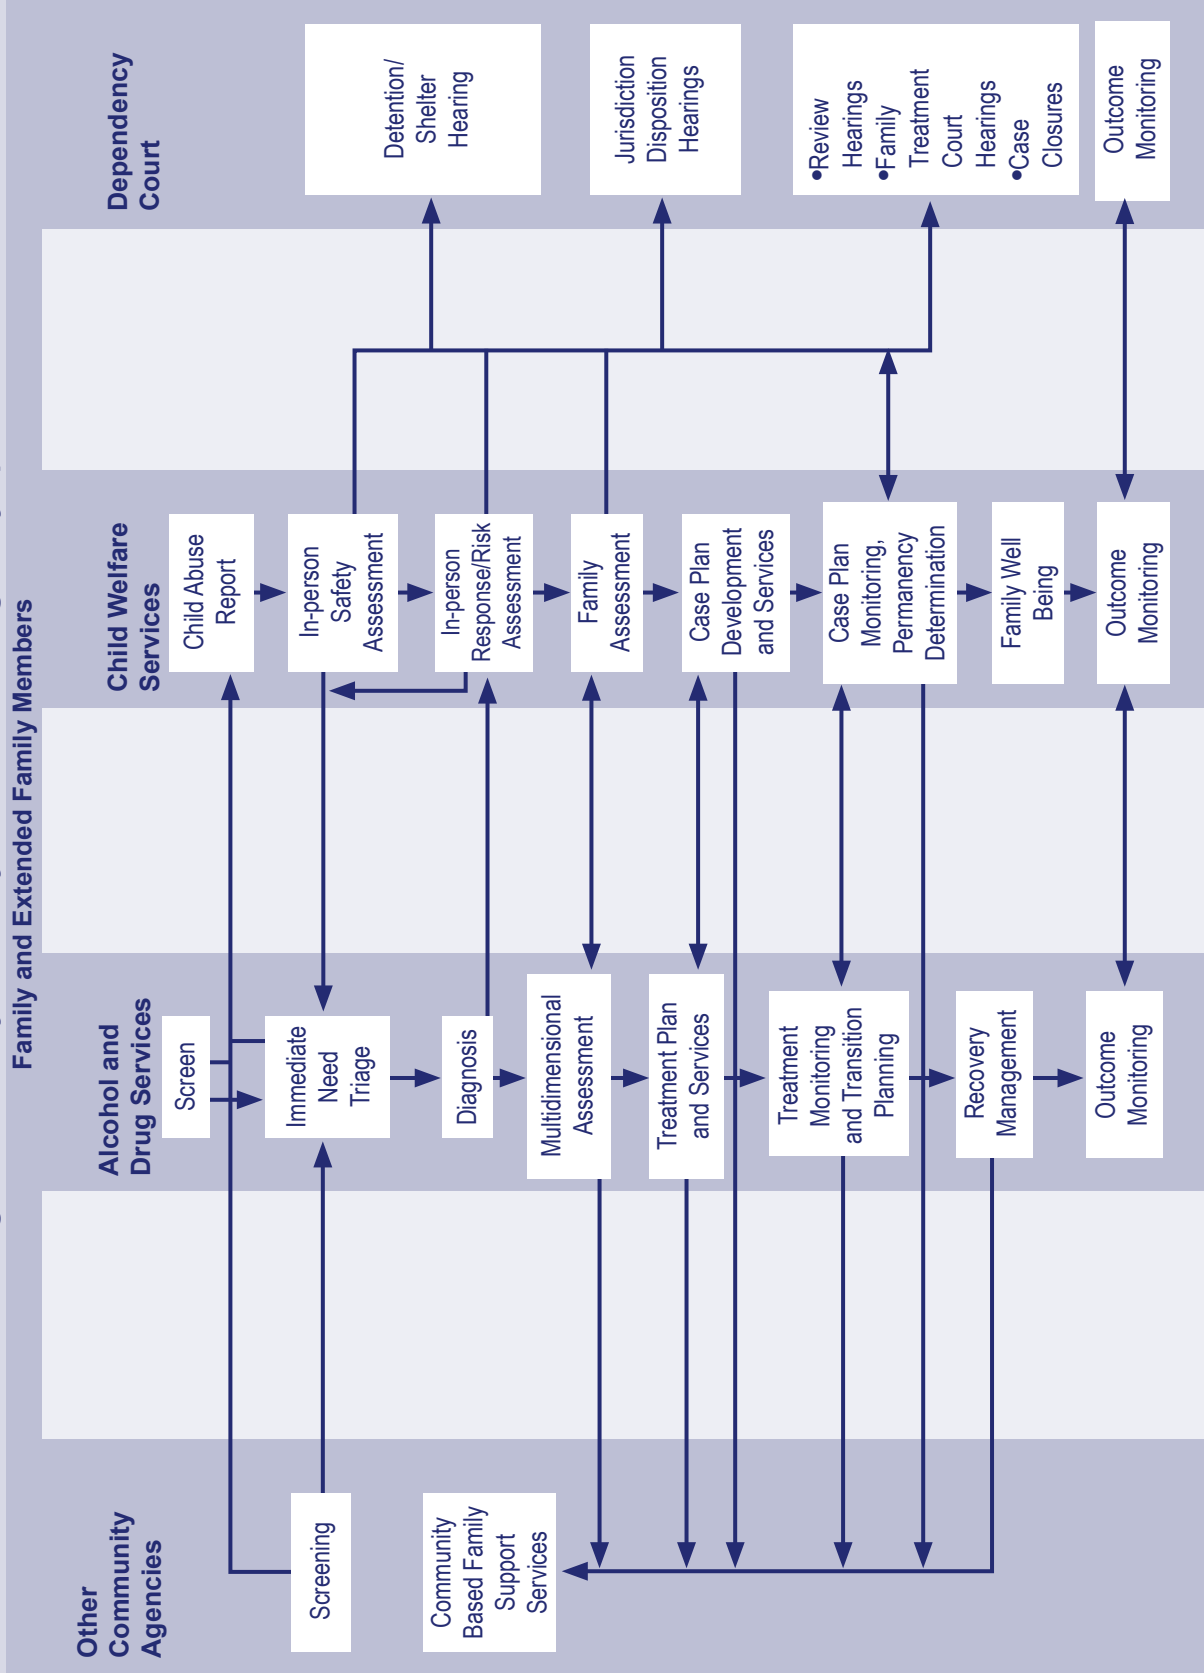 Family and Extended Family Members
Other
Community
Agencies
Alcohol and
Drug Services
Child Welfare
Services
Dependency
Court
Screening
Community
Based Family
Support
Services
Screen
Immediate
Need
Triage
Diagnosis
Multidimensional
Assessment
Treatment Plan
and Services
Treatment
Monitoring
and Transition
Planning
Recovery
Management
Outcome
Monitoring
Child Abuse
Report
In-person
Safety
Assessment
In-person
Response/Risk
Assessment
Family
Assessment
Case Plan
Development
and Services
Case Plan
Monitoring,
Permanency
Determination
Family Well
Being
Outcome
Monitoring
Detention/
Shelter
Hearing
Jurisdiction
Disposition
Hearings
•Review
Hearings
•Family
Treatment
Court
Hearings
•Case
Closures
Outcome
Monitoring